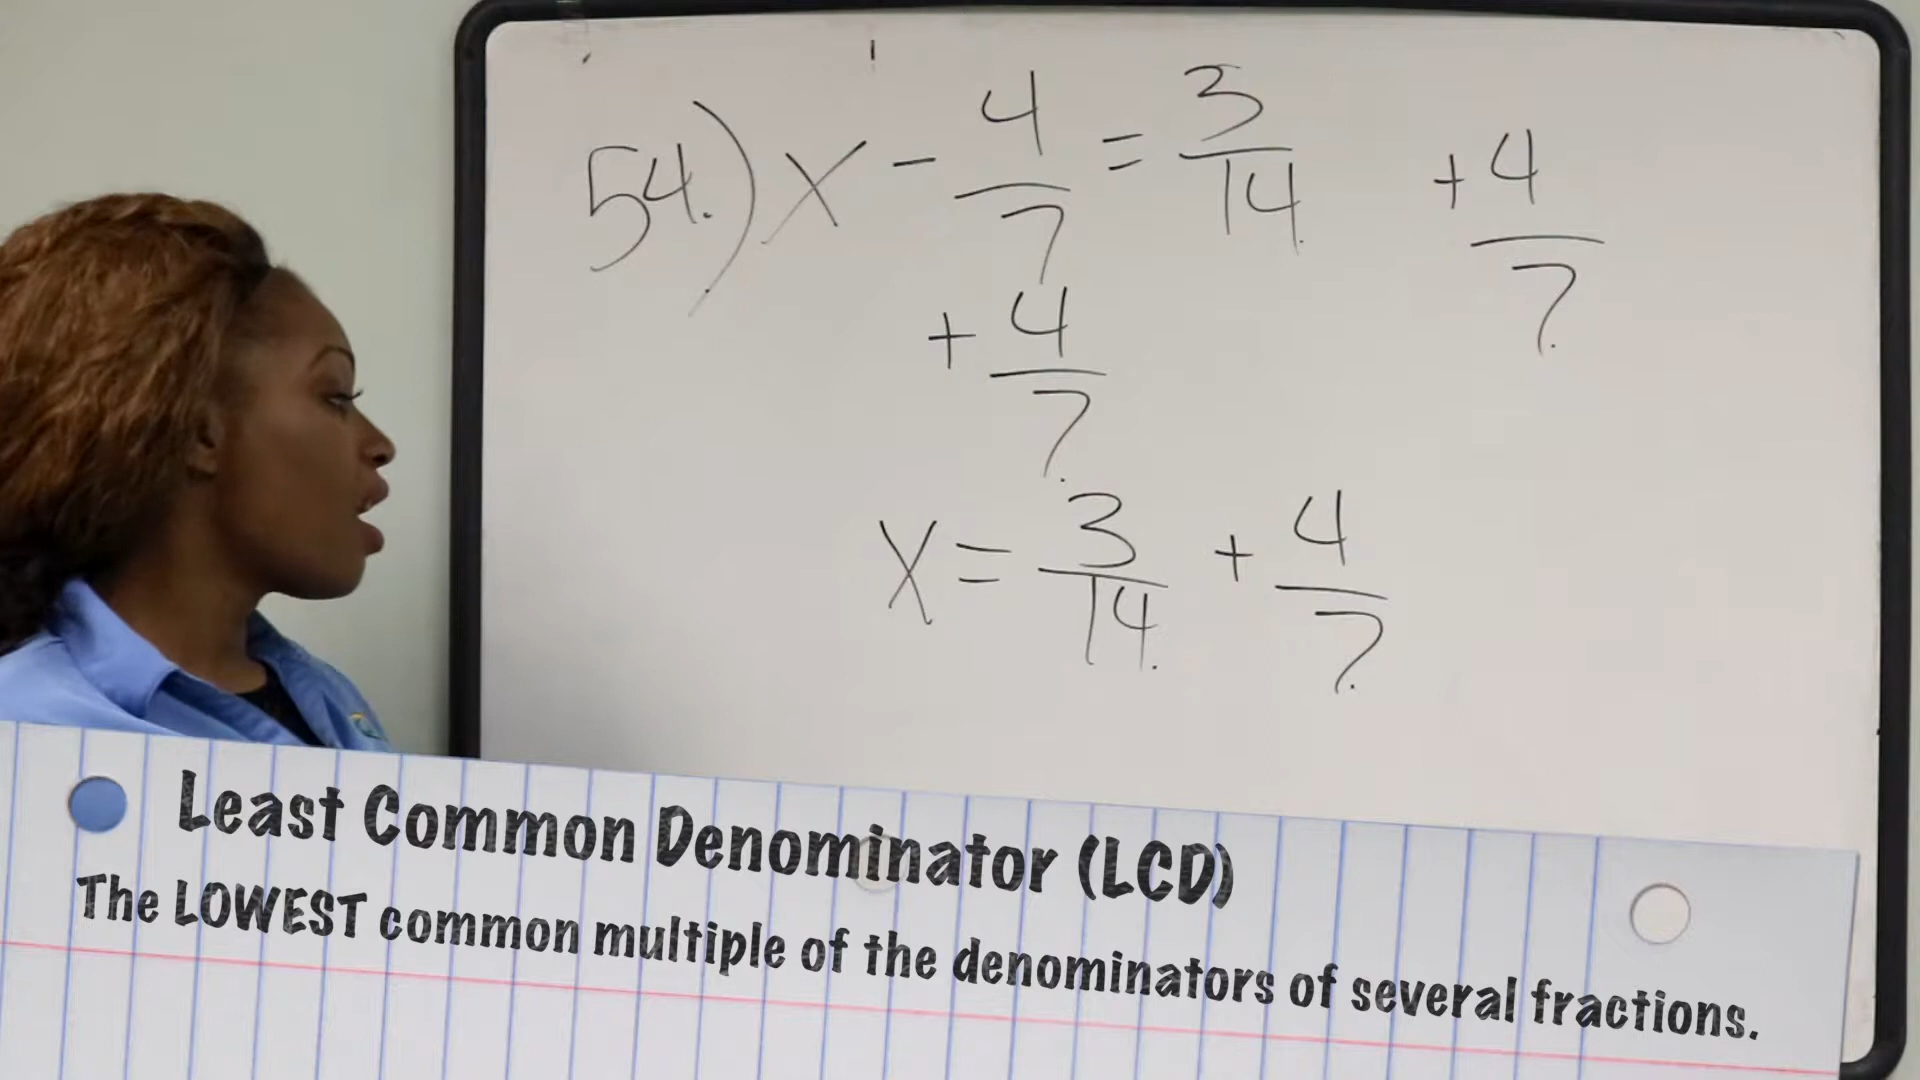 54.) x - 4/7 = 3/14 + 4/7
+ 4/7
x = 3/14 + 4/7
Least Common Denominator (LCD)
The LOWEST common multiple of the denominators of several fractions.